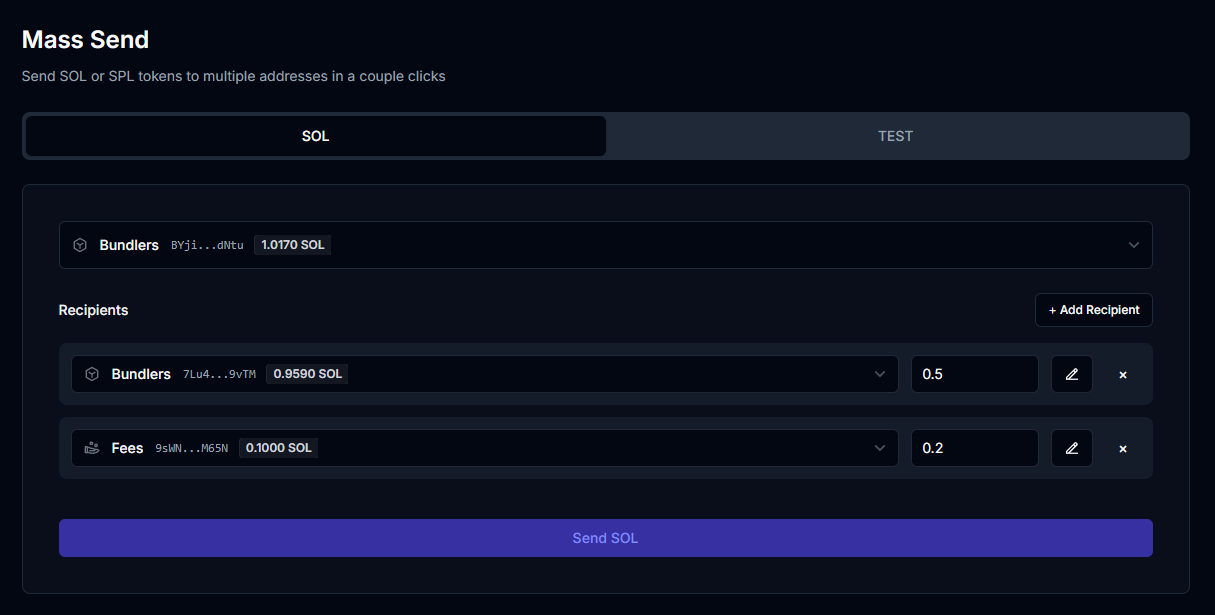 Mass Send
Send SOL or SPL tokens to multiple addresses in a couple clicks
SOL TEST
Bundlers BYji...dNtu 1.0170 SOL
Recipients + Add Recipient
Bundlers 7Lu4...9vTM 0.9590 SOL 0.5 ×
Fees 9sWN...M65N 0.1000 SOL 0.2 ×
Send SOL